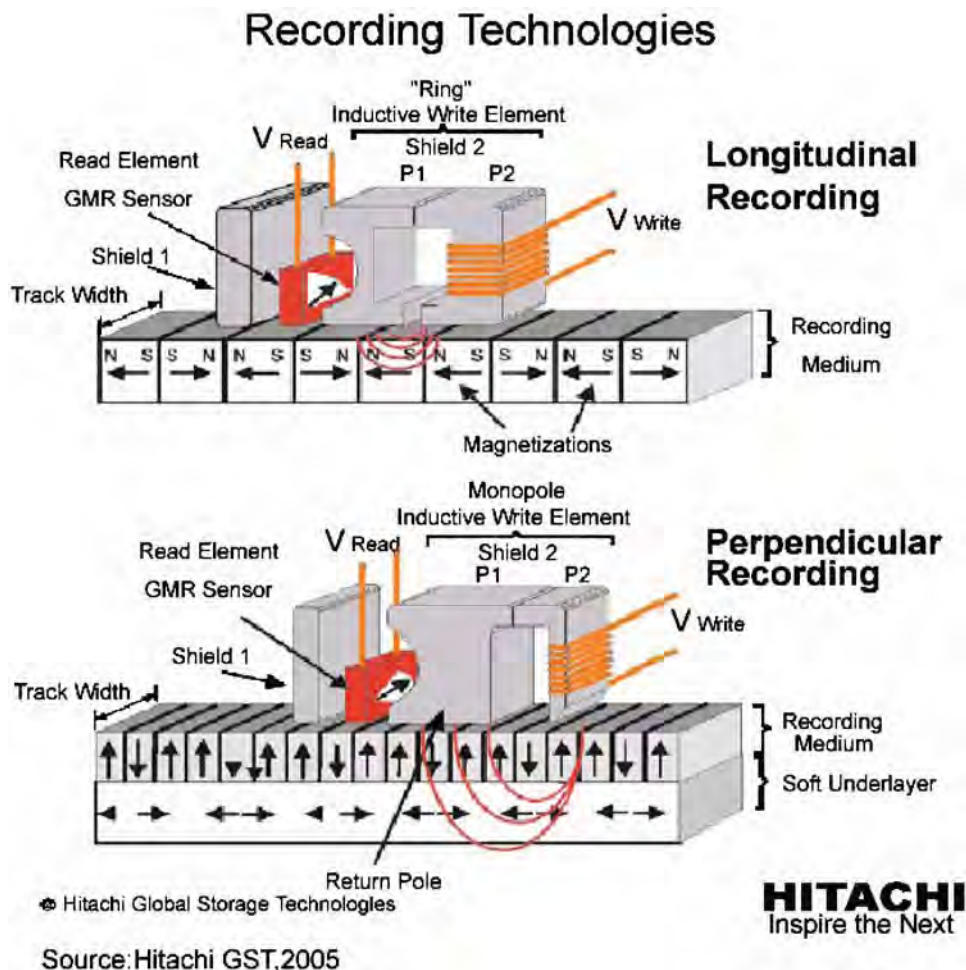 Recording Technologies
"Ring"
Inductive Write Element
Shield 2
P1 P2
V Read
Read Element
GMR Sensor
Longitudinal
Recording
V Write
Shield 1
Track Width
Recording
Medium
N S S N N S S N N S N S S N N S S N
Magnetizations
Monopole
Inductive Write Element
Shield 2
P1 P2
V Read
Read Element
GMR Sensor
Perpendicular
Recording
V Write
Shield 1
Track Width
Recording
Medium
Soft Underlayer
Return Pole
Hitachi Global Storage Technologies
HITACHI
Inspire the Next
Source:Hitachi GST,2005